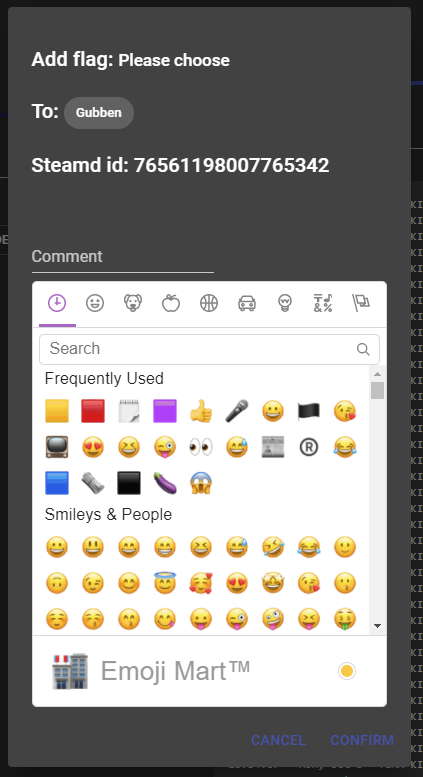 Add flag: Please choose
To: Gubben
Steamd id: 76561198007765342
Comment
Search
Frequently Used
Smileys & People
Emoji Mart™
CANCEL CONFIRM